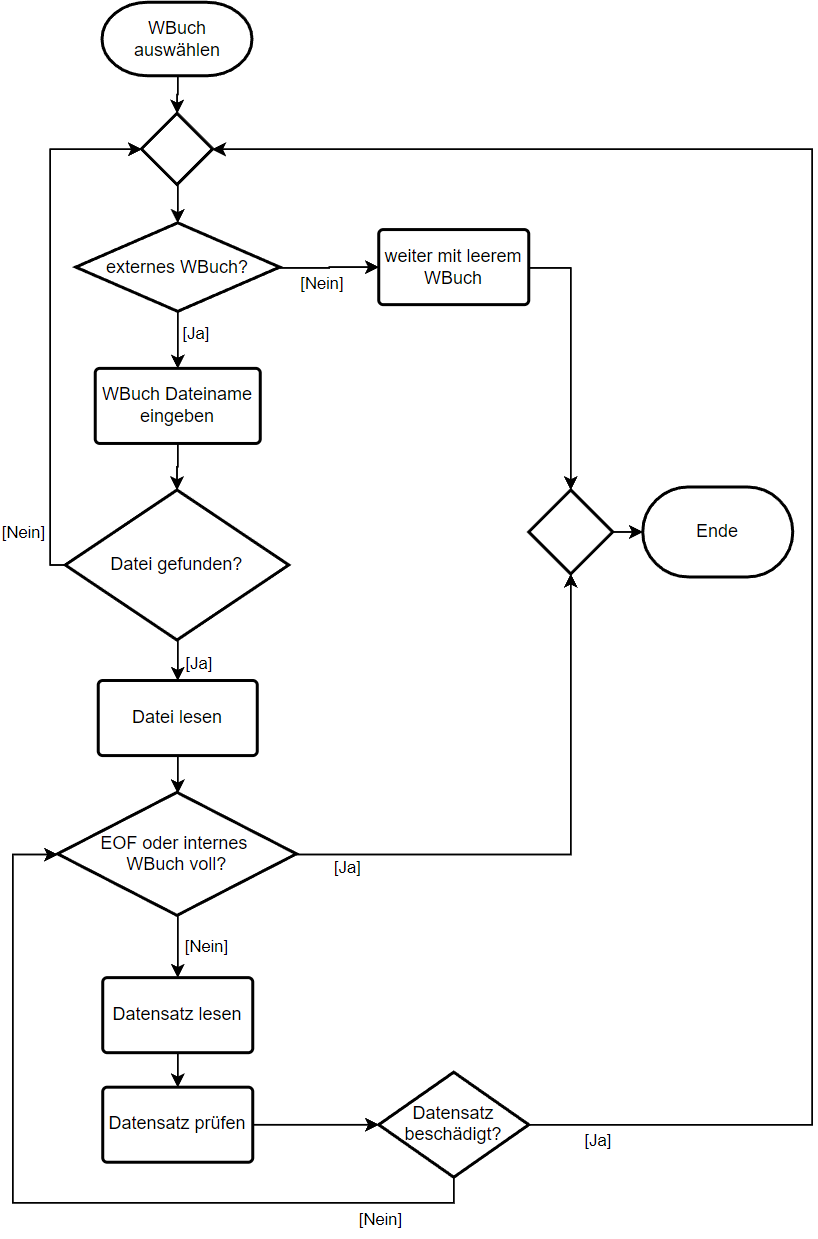 WBuch
auswählen
externes WBuch?
[Nein]
weiter mit leerem
WBuch
[Ja]
WBuch Dateiname
eingeben
[Nein]
Datei gefunden?
Ende
[Ja]
Datei lesen
EOF oder internes
WBuch voll?
[Ja]
[Nein]
Datensatz lesen
Datensatz prüfen
Datensatz
beschädigt?
[Ja]
[Nein]